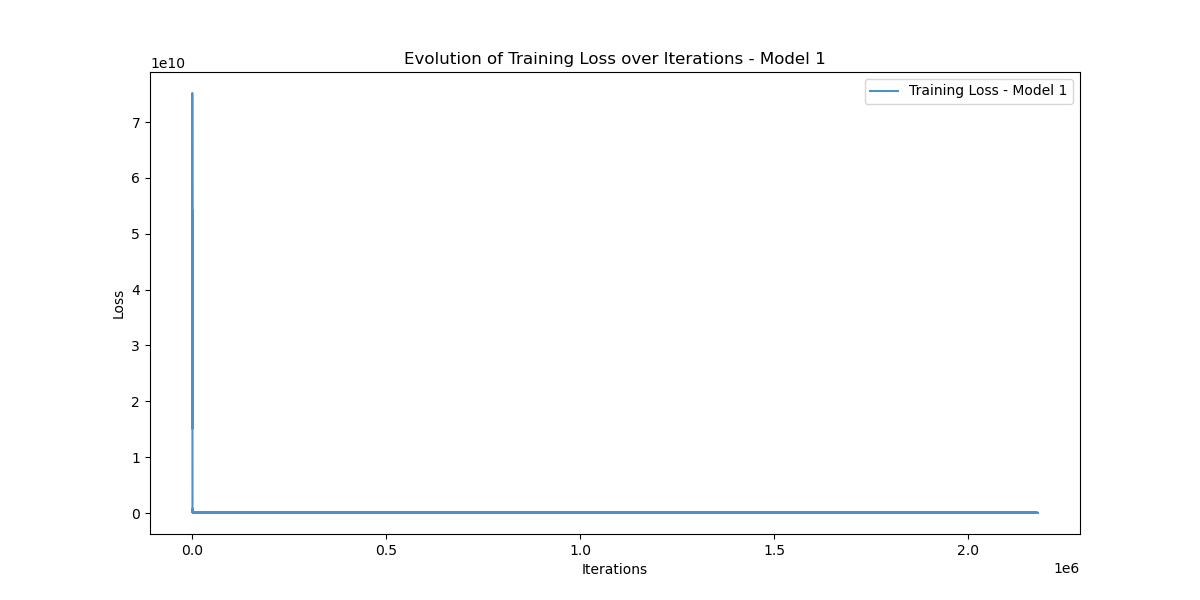 Evolution of Training Loss over Iterations - Model 1
1e10
Training Loss - Model 1
7
6
5
4
3
2
1
0
Loss
0.0 0.5 1.0 1.5 2.0
Iterations
1e6